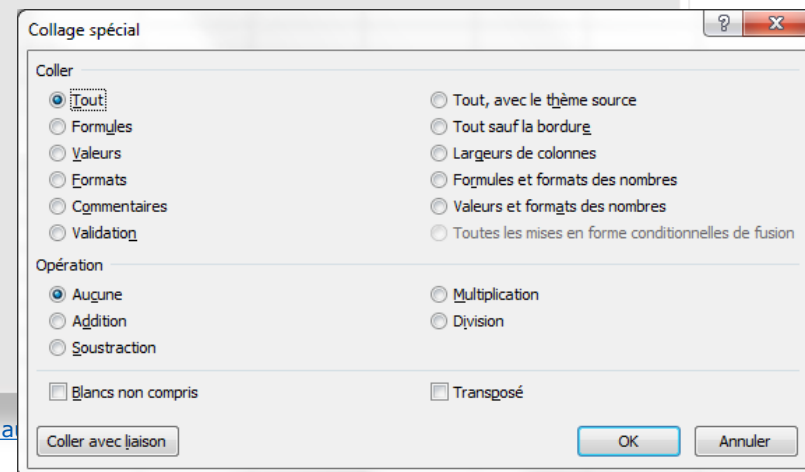 Collage spécial
Coller
Tout
Tout, avec le thème source
Formules
Tout sauf la bordure
Valeurs
Largeurs de colonnes
Formats
Formules et formats des nombres
Commentaires
Valeurs et formats des nombres
Validation
Toutes les mises en forme conditionnelles de fusion
Opération
Aucune
Multiplication
Addition
Division
Soustraction
Blancs non compris
Transposé
Coller avec liaison
OK
Annuler